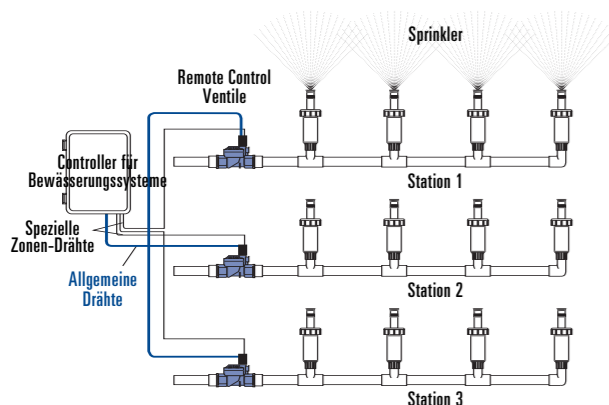 Sprinkler
Remote Control
Ventile
Controller für
Bewässerungssysteme
Station 1
Spezielle
Zonen-Drähte
Allgemeine
Drähte
Station 2
Station 3